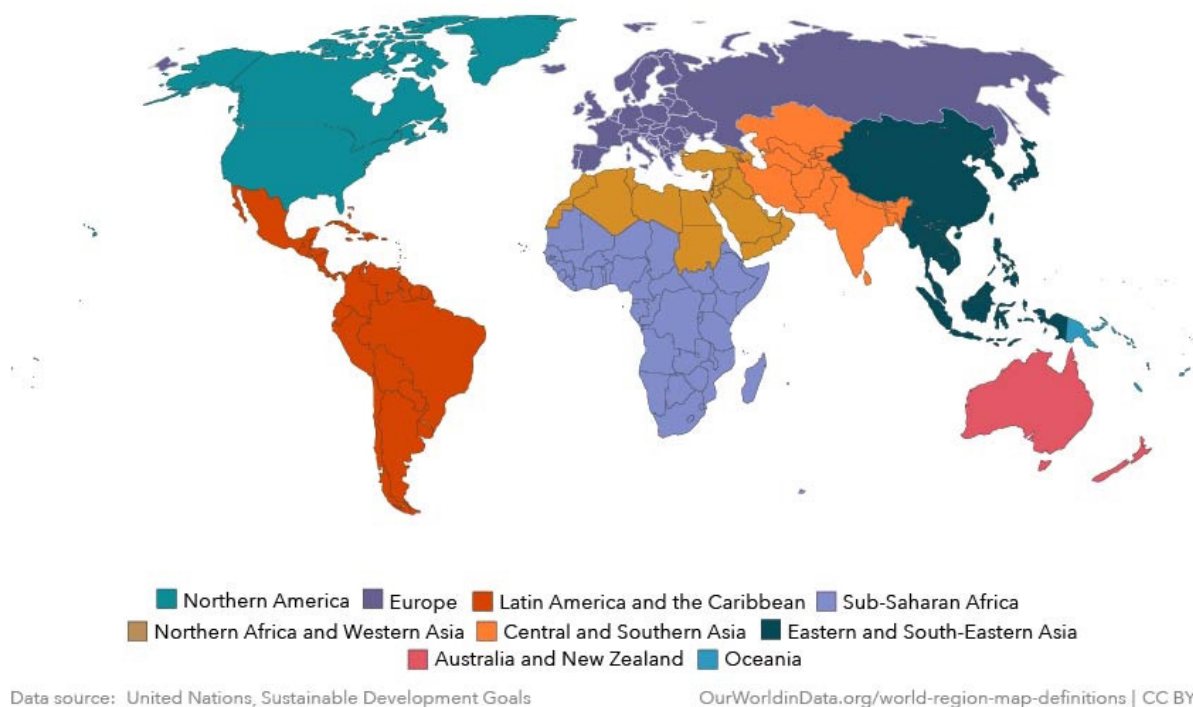 Northern America Europe Latin America and the Caribbean Sub-Saharan Africa
Northern Africa and Western Asia Central and Southern Asia Eastern and South-Eastern Asia
Australia and New Zealand Oceania
Data source: United Nations, Sustainable Development Goals OurWorldinData.org/world-region-map-definitions | CC BY